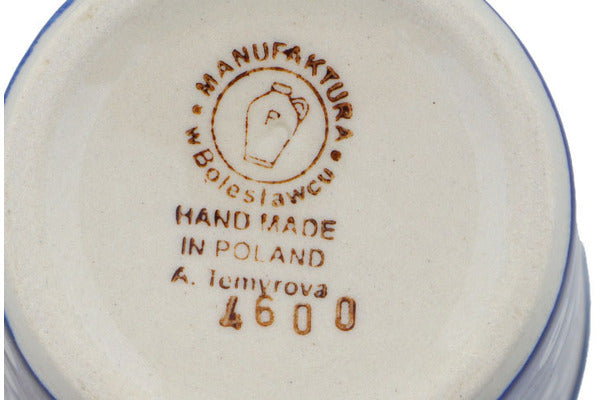 • MANUFAKTURA •
w Bolesławcu
P
HAND MADE
IN POLAND
A. Temyrova
4600